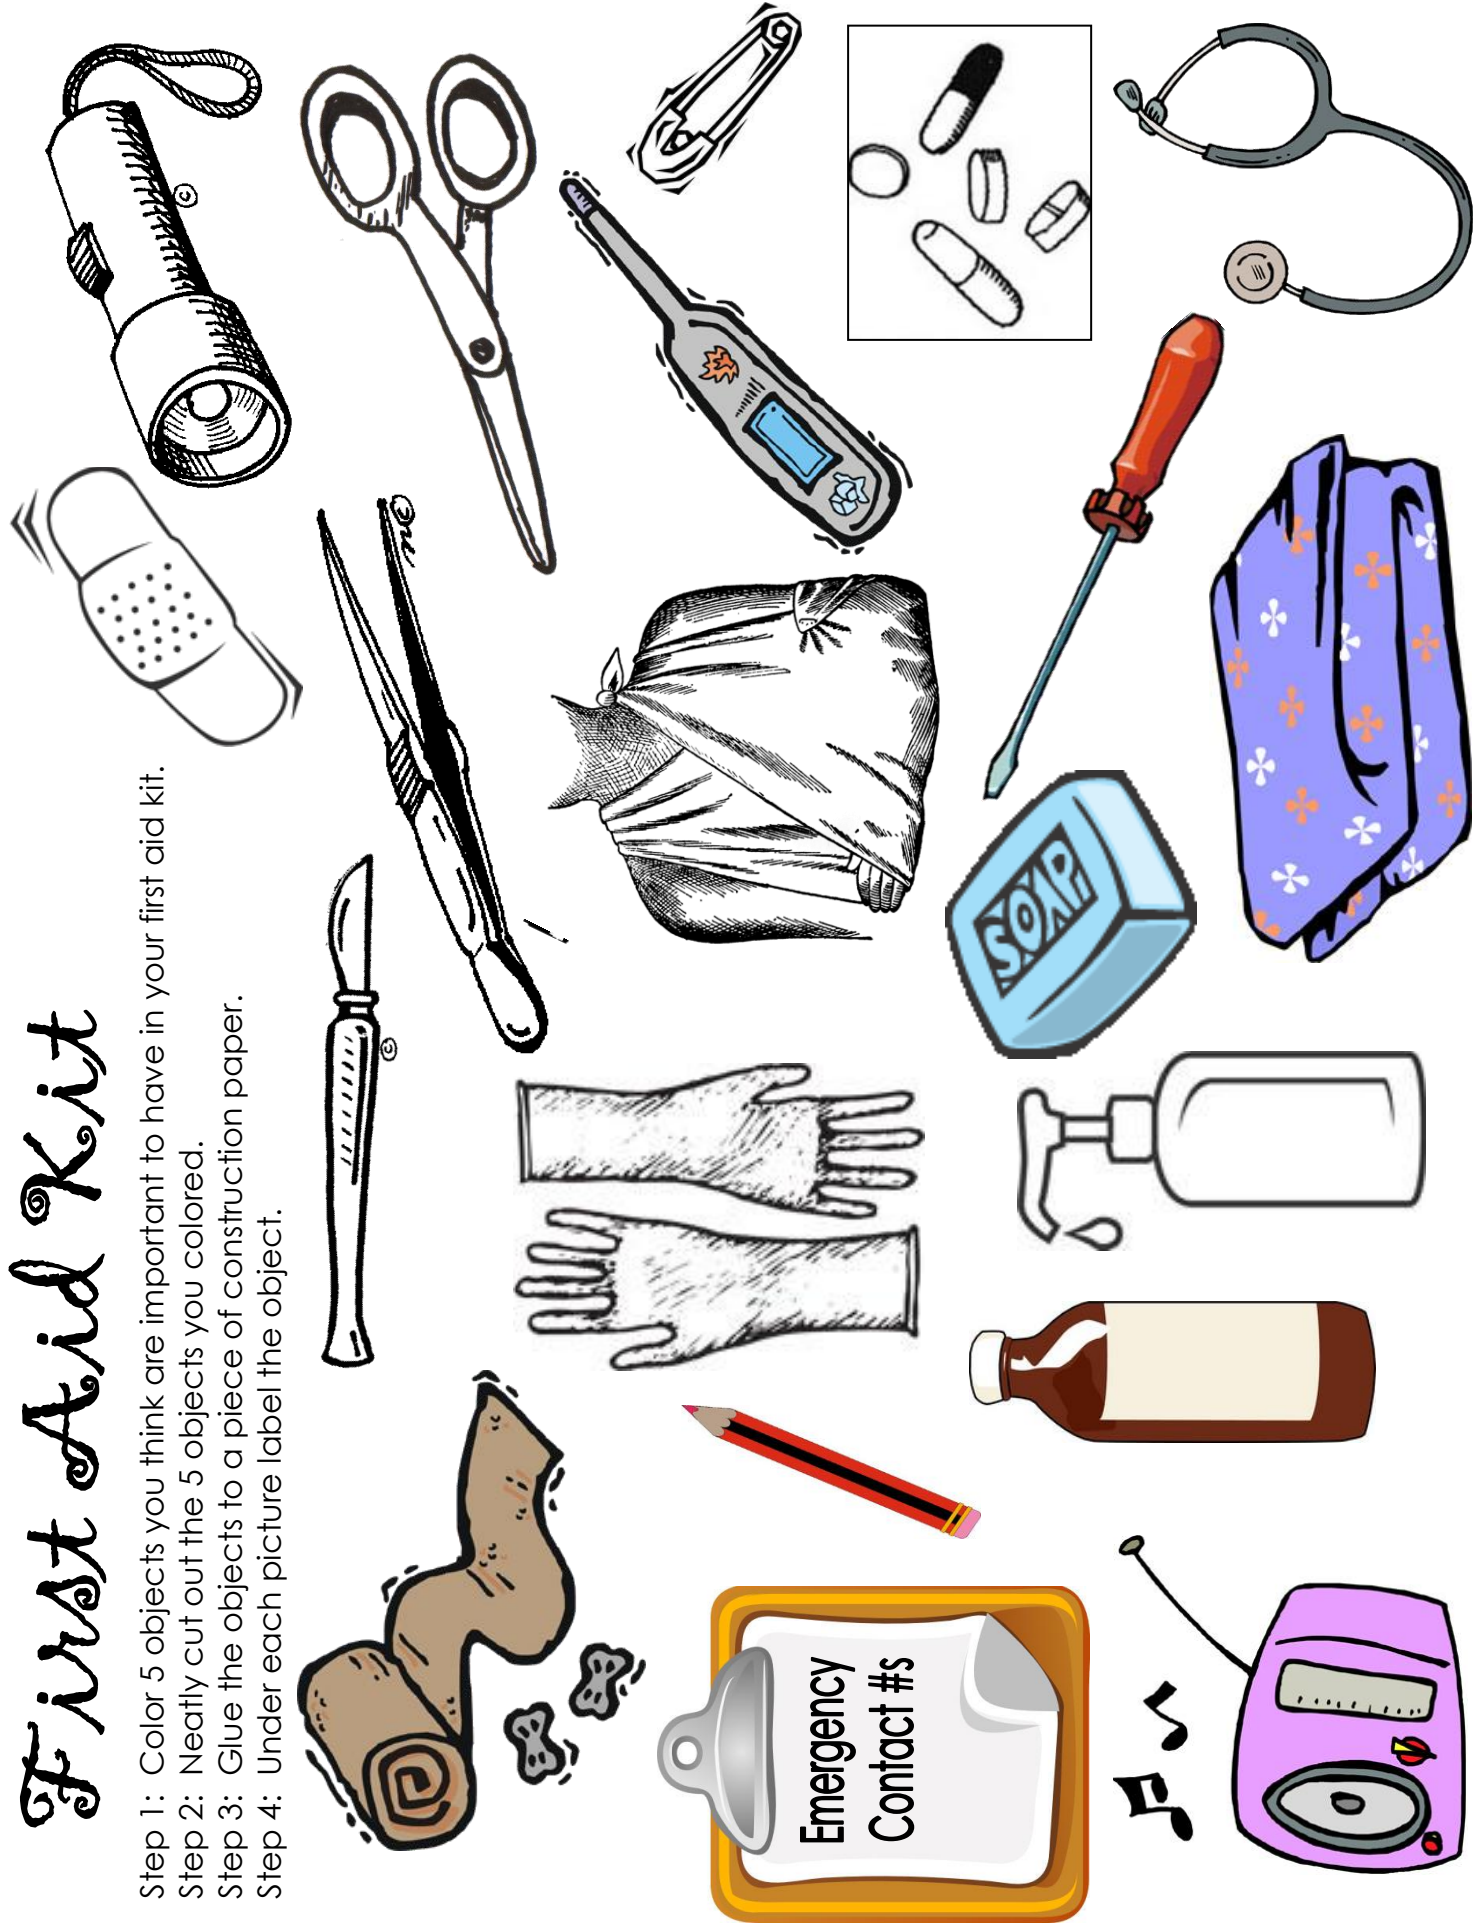 First Aid Kit
Step 1: Color 5 objects you think are important to have in your first aid kit.
Step 2: Neatly cut out the 5 objects you colored.
Step 3: Glue the objects to a piece of construction paper.
Step 4: Under each picture label the object.
©
©
SOAP
Emergency
Contact #s